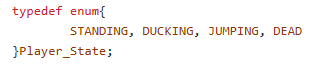 typedef enum{
STANDING, DUCKING, JUMPING, DEAD
}Player_State;